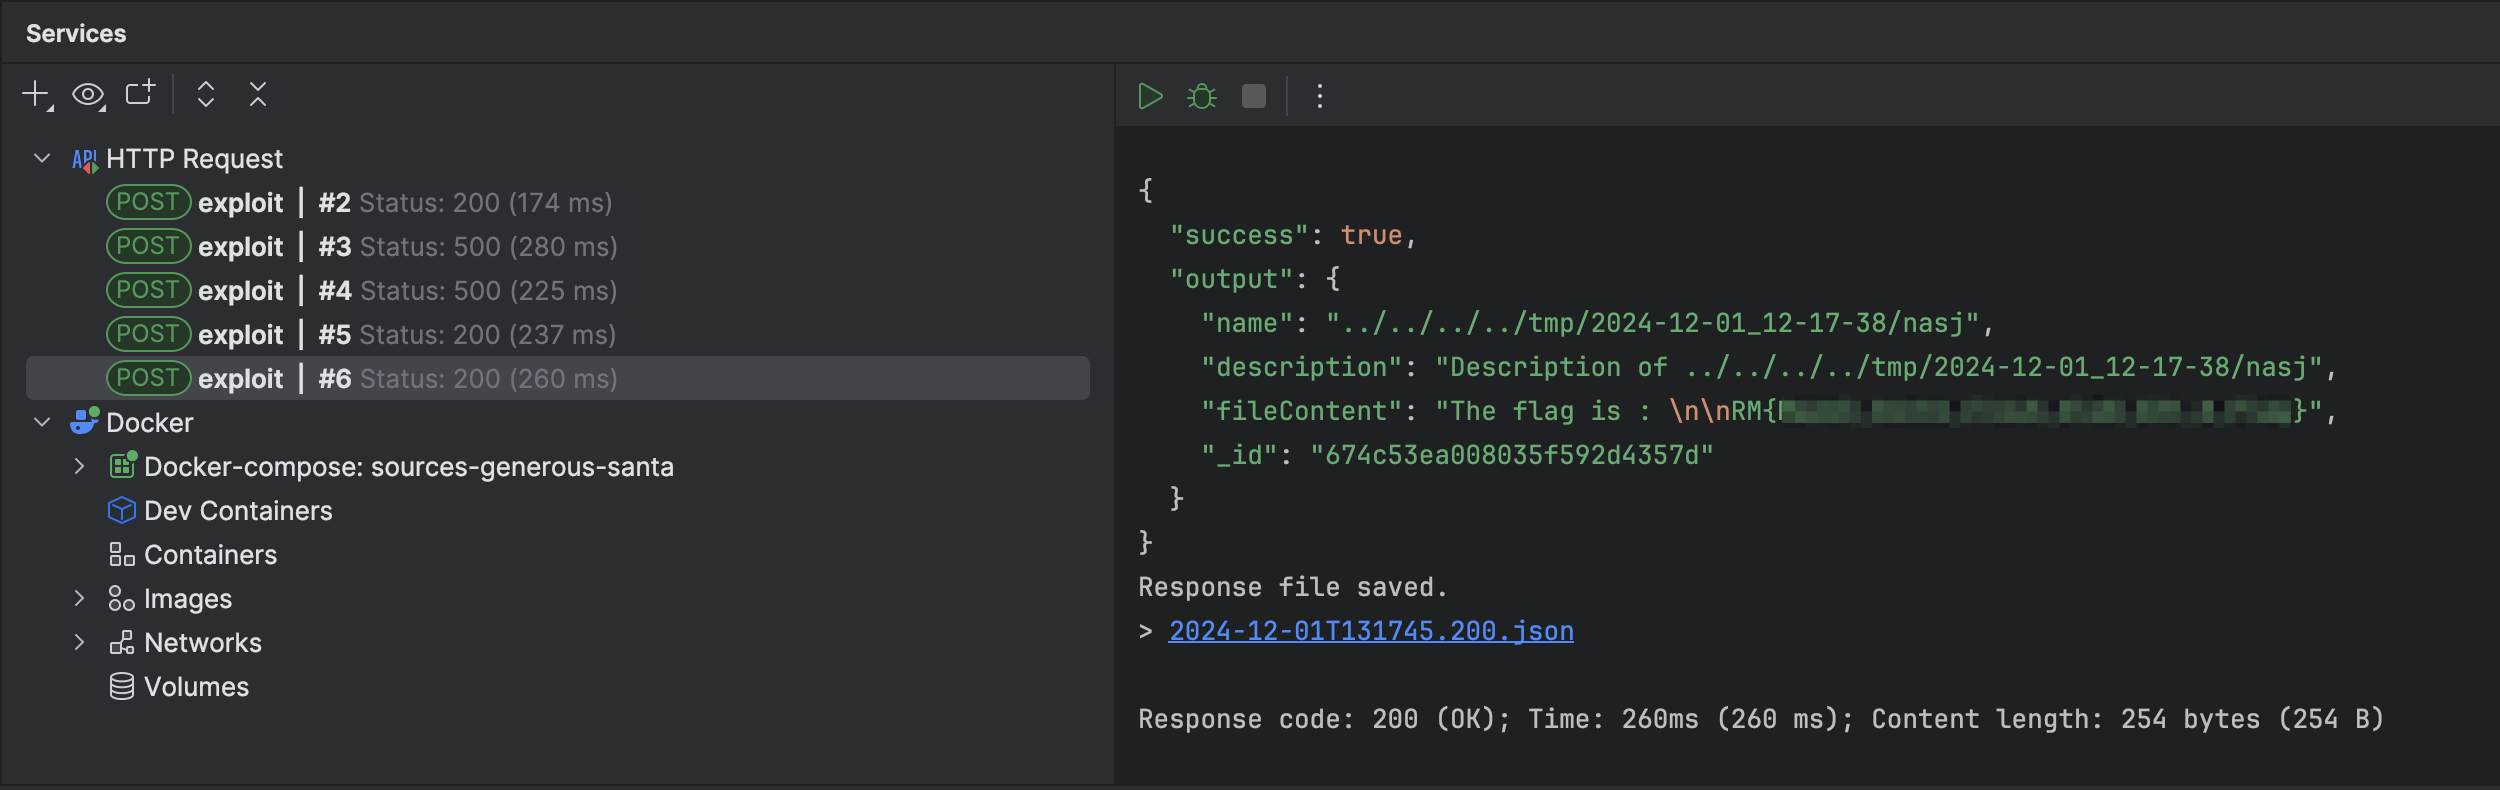 Services
API HTTP Request
POST exploit | #2 Status: 200 (174 ms)
POST exploit | #3 Status: 500 (280 ms)
POST exploit | #4 Status: 500 (225 ms)
POST exploit | #5 Status: 200 (237 ms)
POST exploit | #6 Status: 200 (260 ms)
Docker
Docker-compose: sources-generous-santa
Dev Containers
Containers
Images
Networks
Volumes
{
"success": true,
"output": {
"name": "../../../../tmp/2024-12-01_12-17-38/nasj",
"description": "Description of ../../../../tmp/2024-12-01_12-17-38/nasj",
"fileContent": "The flag is : \n\nRM{}",
"_id": "674c53ea008035f592d4357d"
}
}
Response file saved.
> 2024-12-01T131745.200.json
Response code: 200 (OK); Time: 260ms (260 ms); Content length: 254 bytes (254 B)